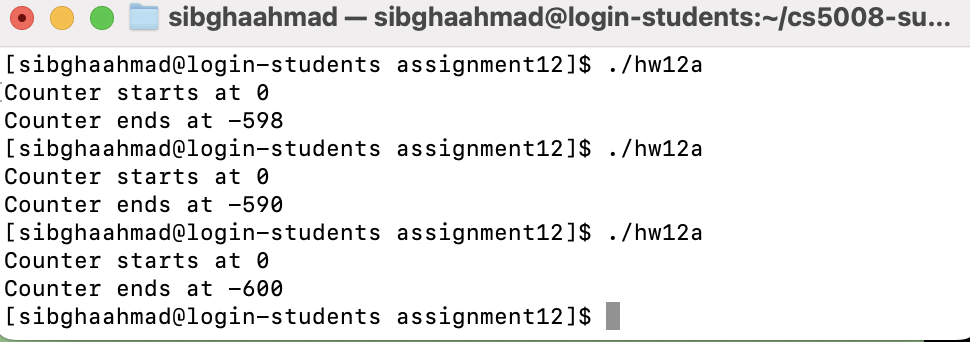 sibghaahmad — sibghaahmad@login-students:~/cs5008-su...
[sibghaahmad@login-students assignment12]$ ./hw12a
Counter starts at 0
Counter ends at -598
[sibghaahmad@login-students assignment12]$ ./hw12a
Counter starts at 0
Counter ends at -590
[sibghaahmad@login-students assignment12]$ ./hw12a
Counter starts at 0
Counter ends at -600
[sibghaahmad@login-students assignment12]$